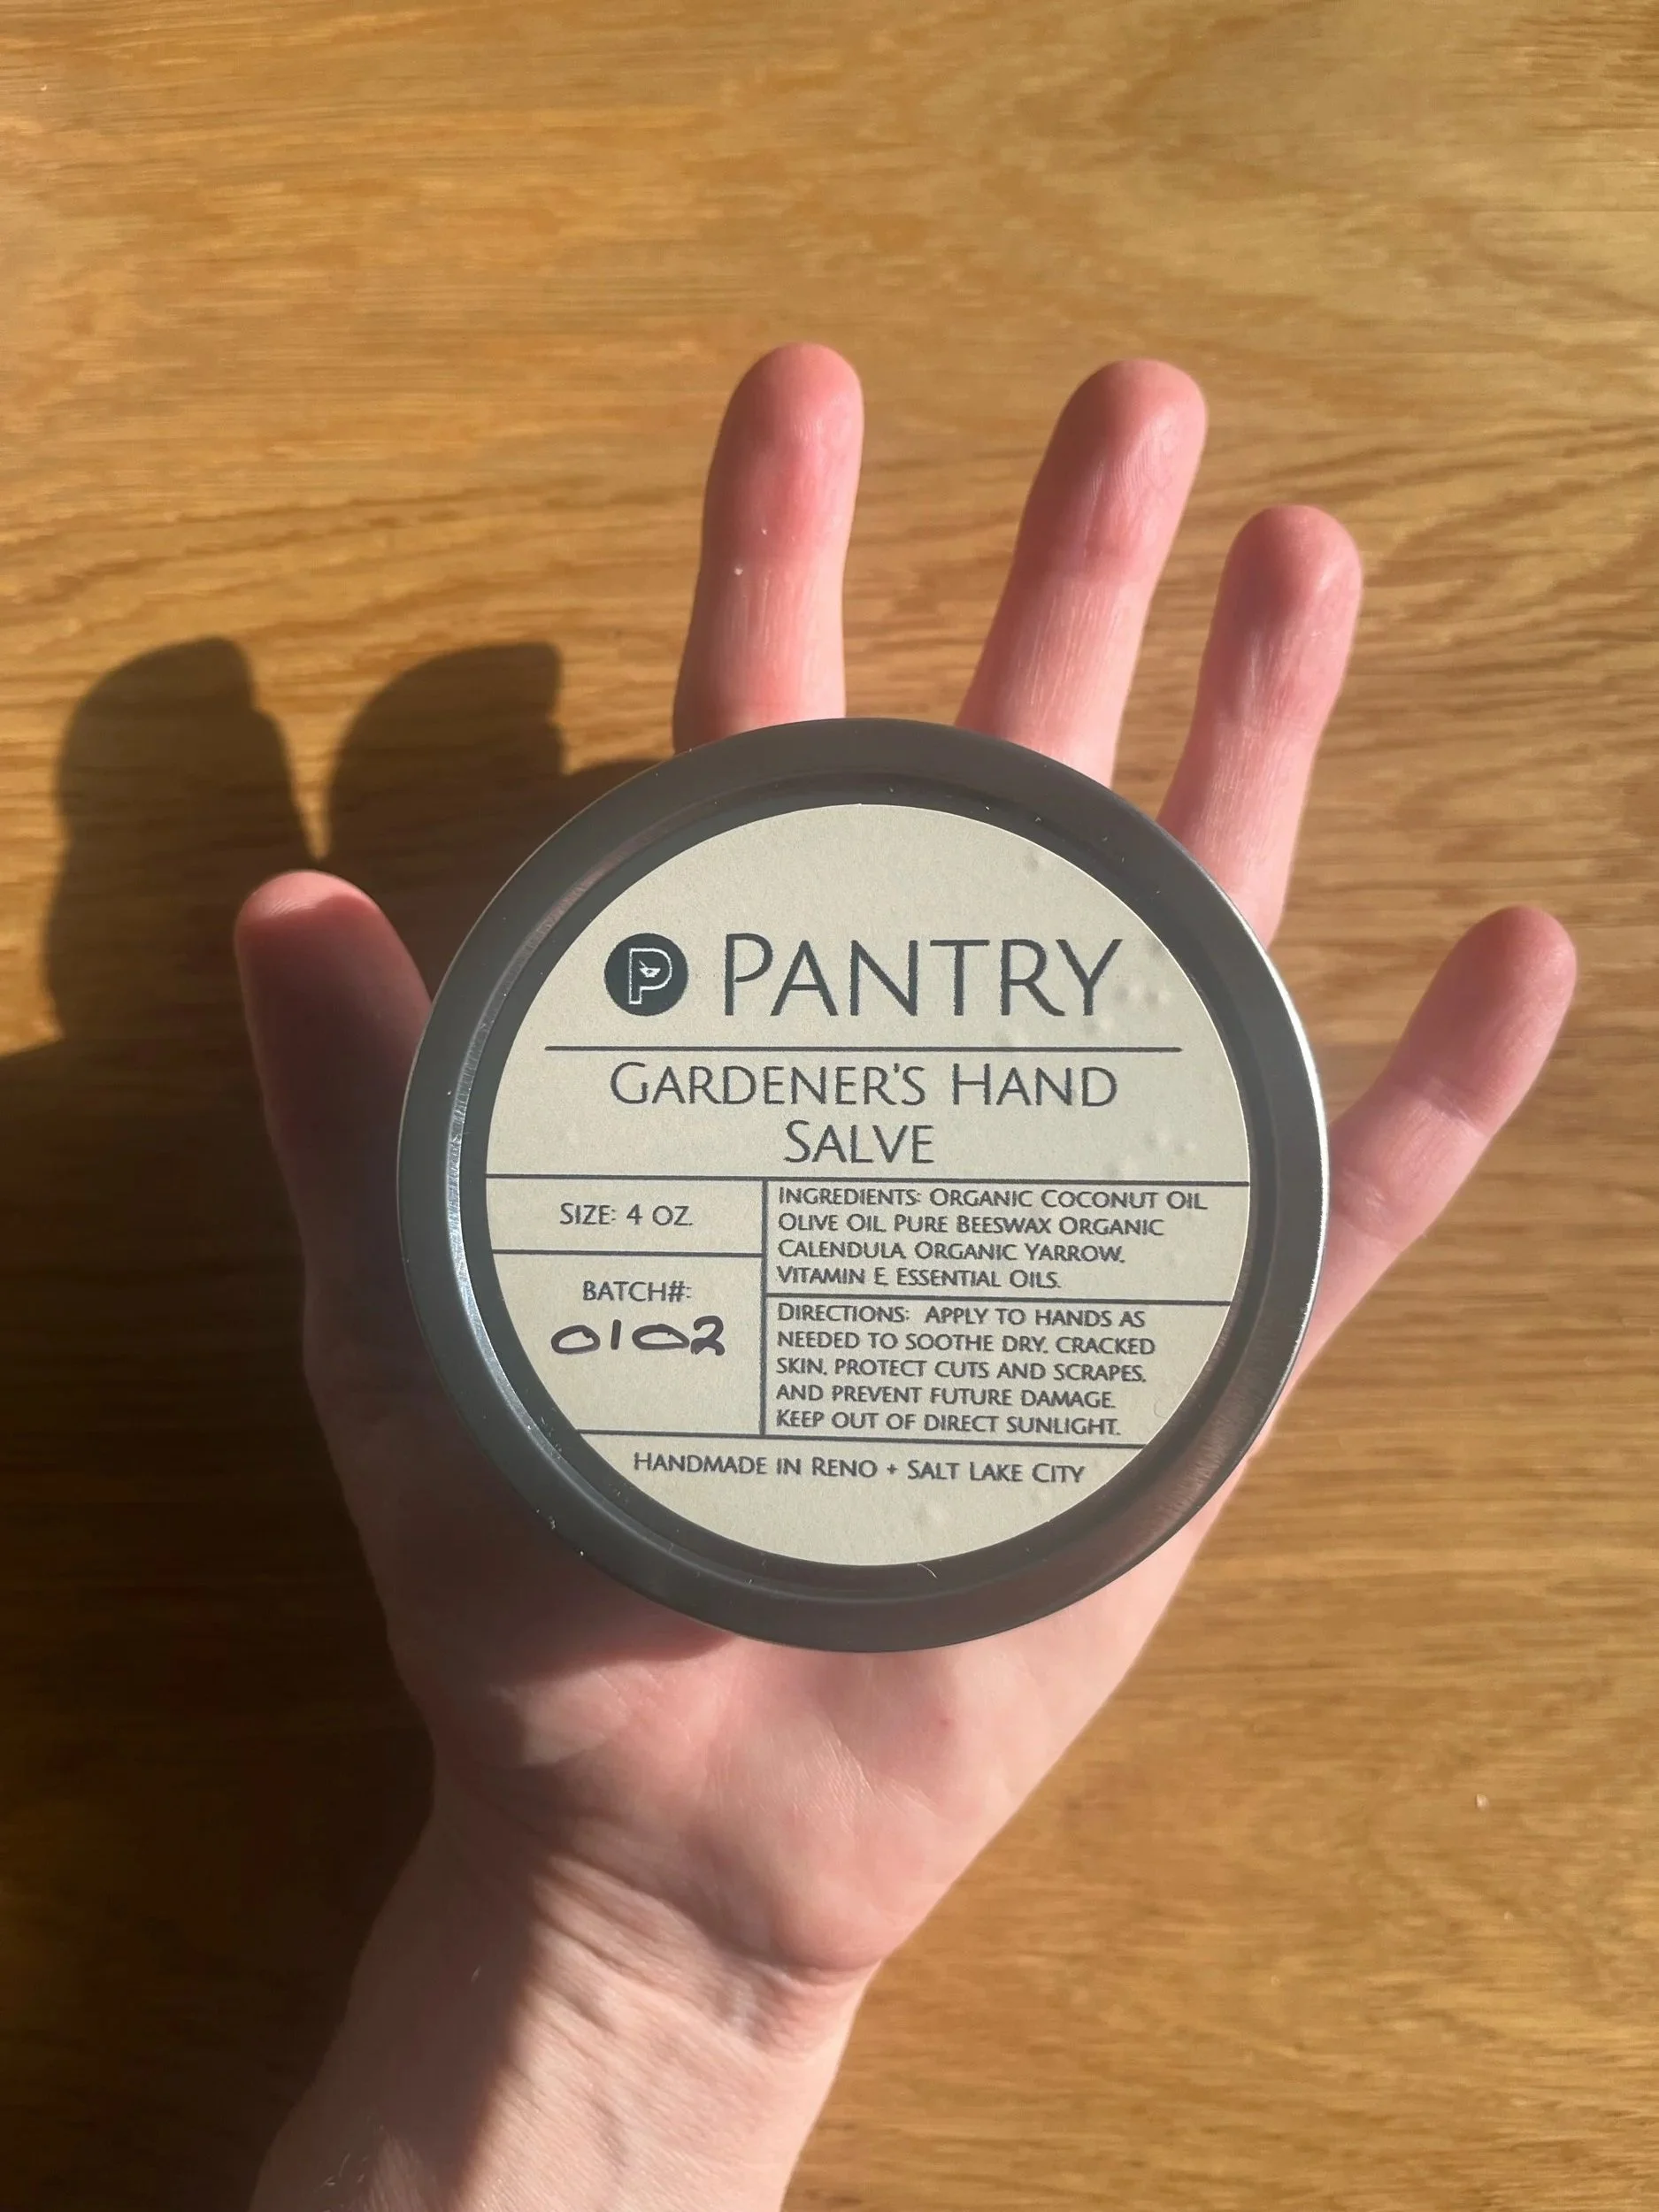 P PANTRY
GARDENER'S HAND
SALVE
SIZE: 4 OZ.
BATCH#:
0102
INGREDIENTS: ORGANIC COCONUT OIL
OLIVE OIL, PURE BEESWAX ORGANIC
CALENDULA, ORGANIC YARROW,
VITAMIN E, ESSENTIAL OILS.
DIRECTIONS: APPLY TO HANDS AS
NEEDED TO SOOTHE DRY, CRACKED
SKIN, PROTECT CUTS AND SCRAPES,
AND PREVENT FUTURE DAMAGE.
KEEP OUT OF DIRECT SUNLIGHT.
HANDMADE IN RENO + SALT LAKE CITY